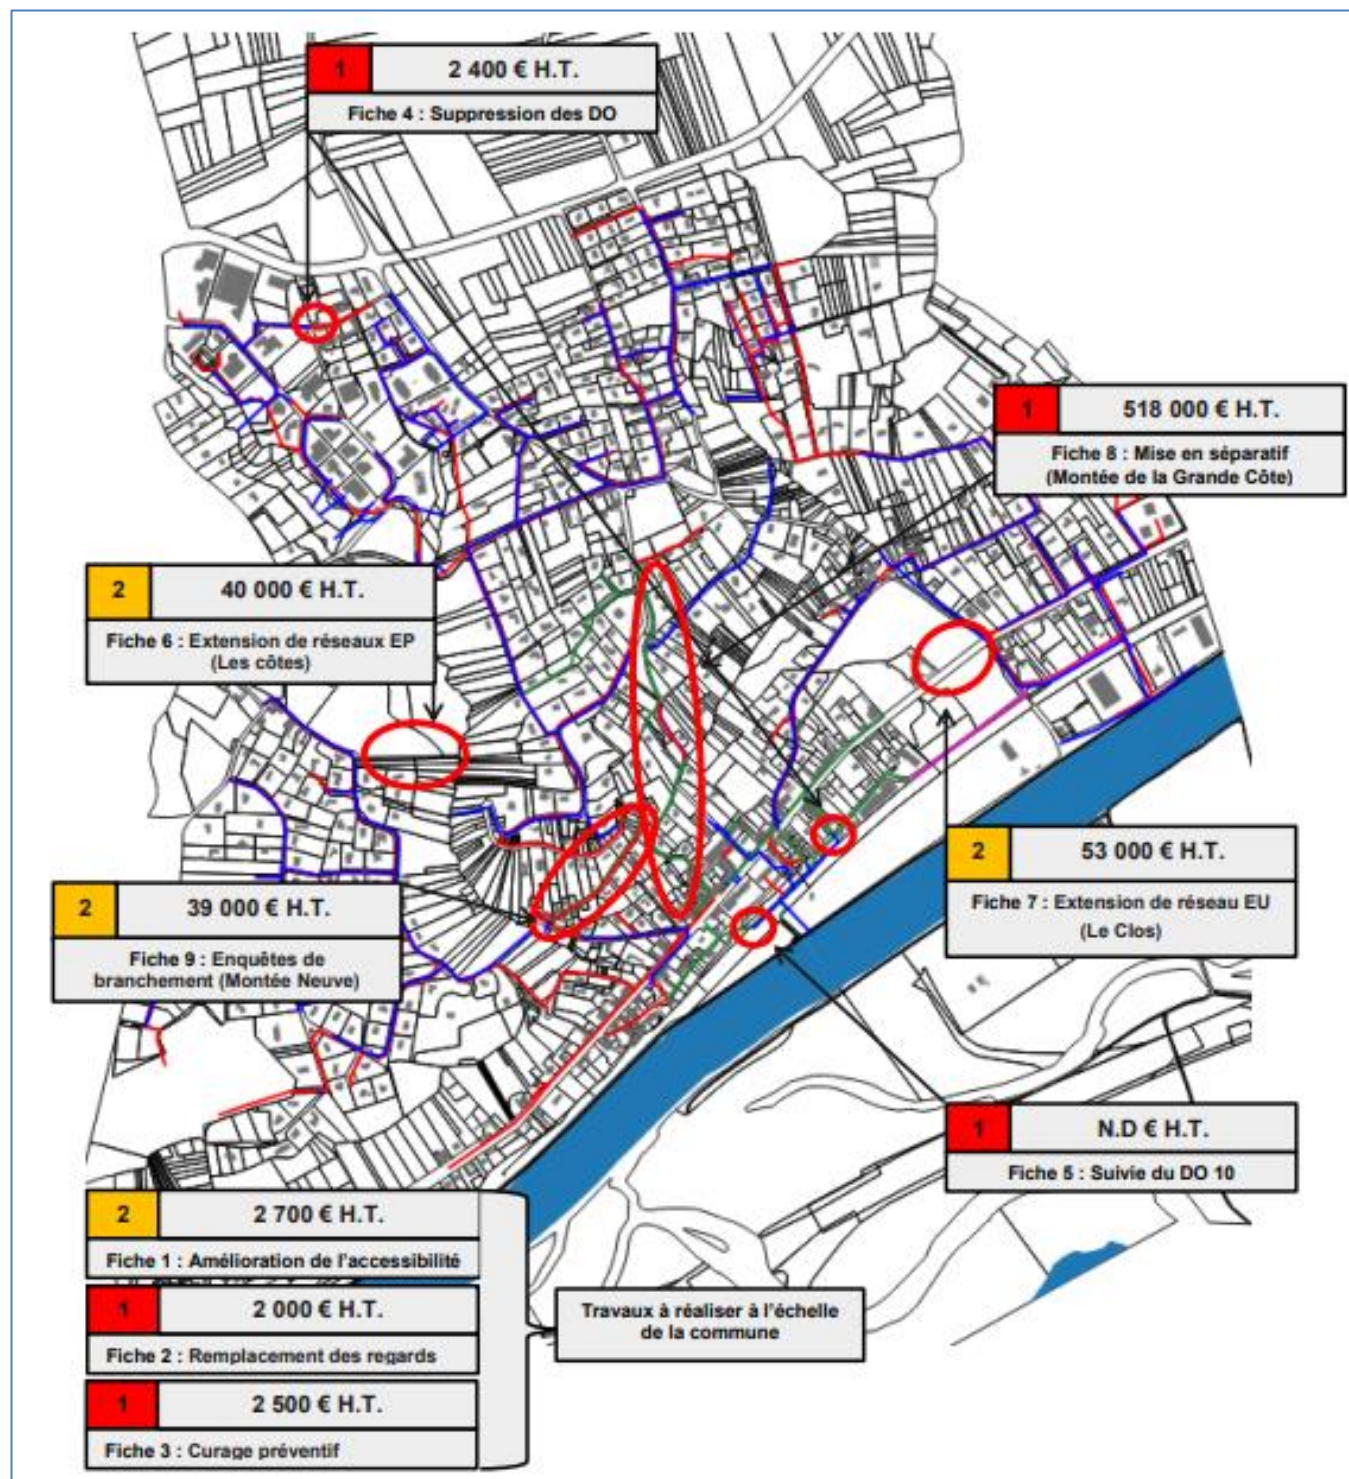 1
2 400 € H.T.
Fiche 4 : Suppression des DO
1
518 000 € H.T.
Fiche 8 : Mise en séparatif
(Montée de la Grande Côte)
2
40 000 € H.T.
Fiche 6 : Extension de réseaux EP
(Les côtes)
2
53 000 € H.T.
Fiche 7 : Extension de réseau EU
(Le Clos)
2
39 000 € H.T.
Fiche 9 : Enquêtes de
branchement (Montée Neuve)
1
N.D € H.T.
Fiche 5 : Suivie du DO 10
2
2 700 € H.T.
Fiche 1 : Amélioration de l'accessibilité
1
2 000 € H.T.
Fiche 2 : Remplacement des regards
1
2 500 € H.T.
Fiche 3 : Curage préventif
Travaux à réaliser à l'échelle
de la commune